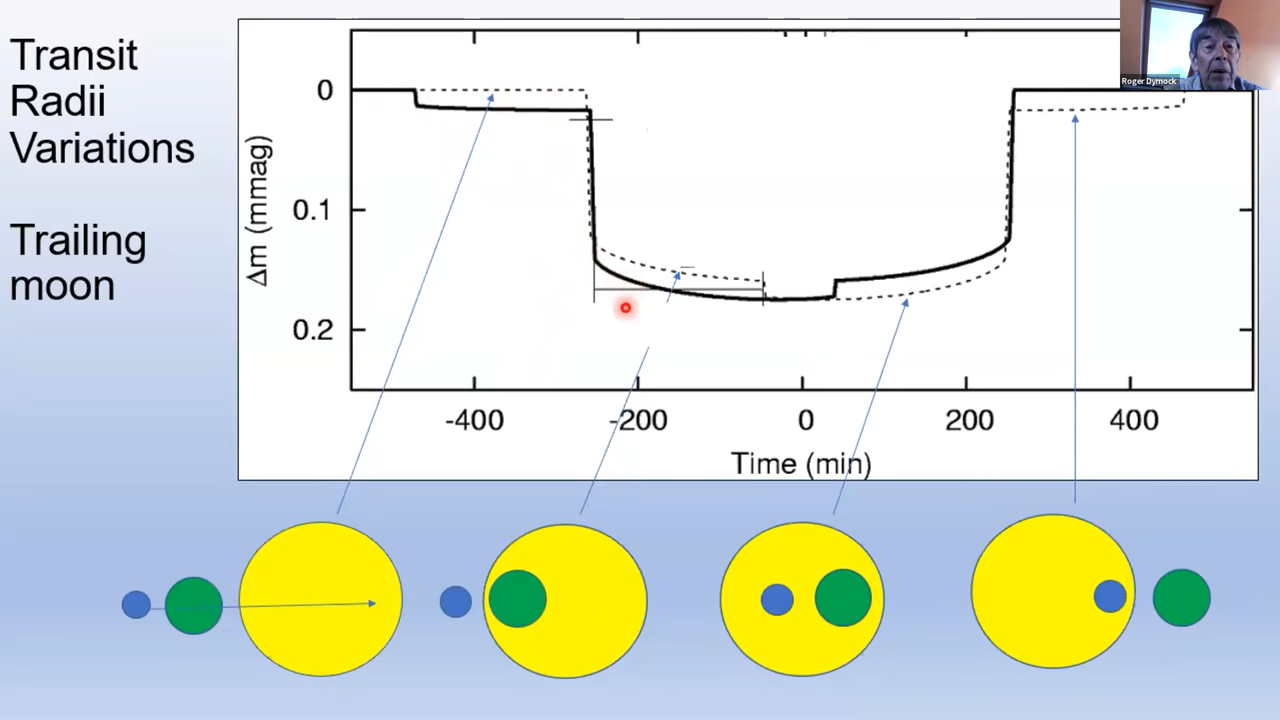 Transit
Radii
Variations
Trailing
moon
Roger Dymock
0
0.1
0.2
Δm (mmag)
-400
-200
0
200
400
Time (min)